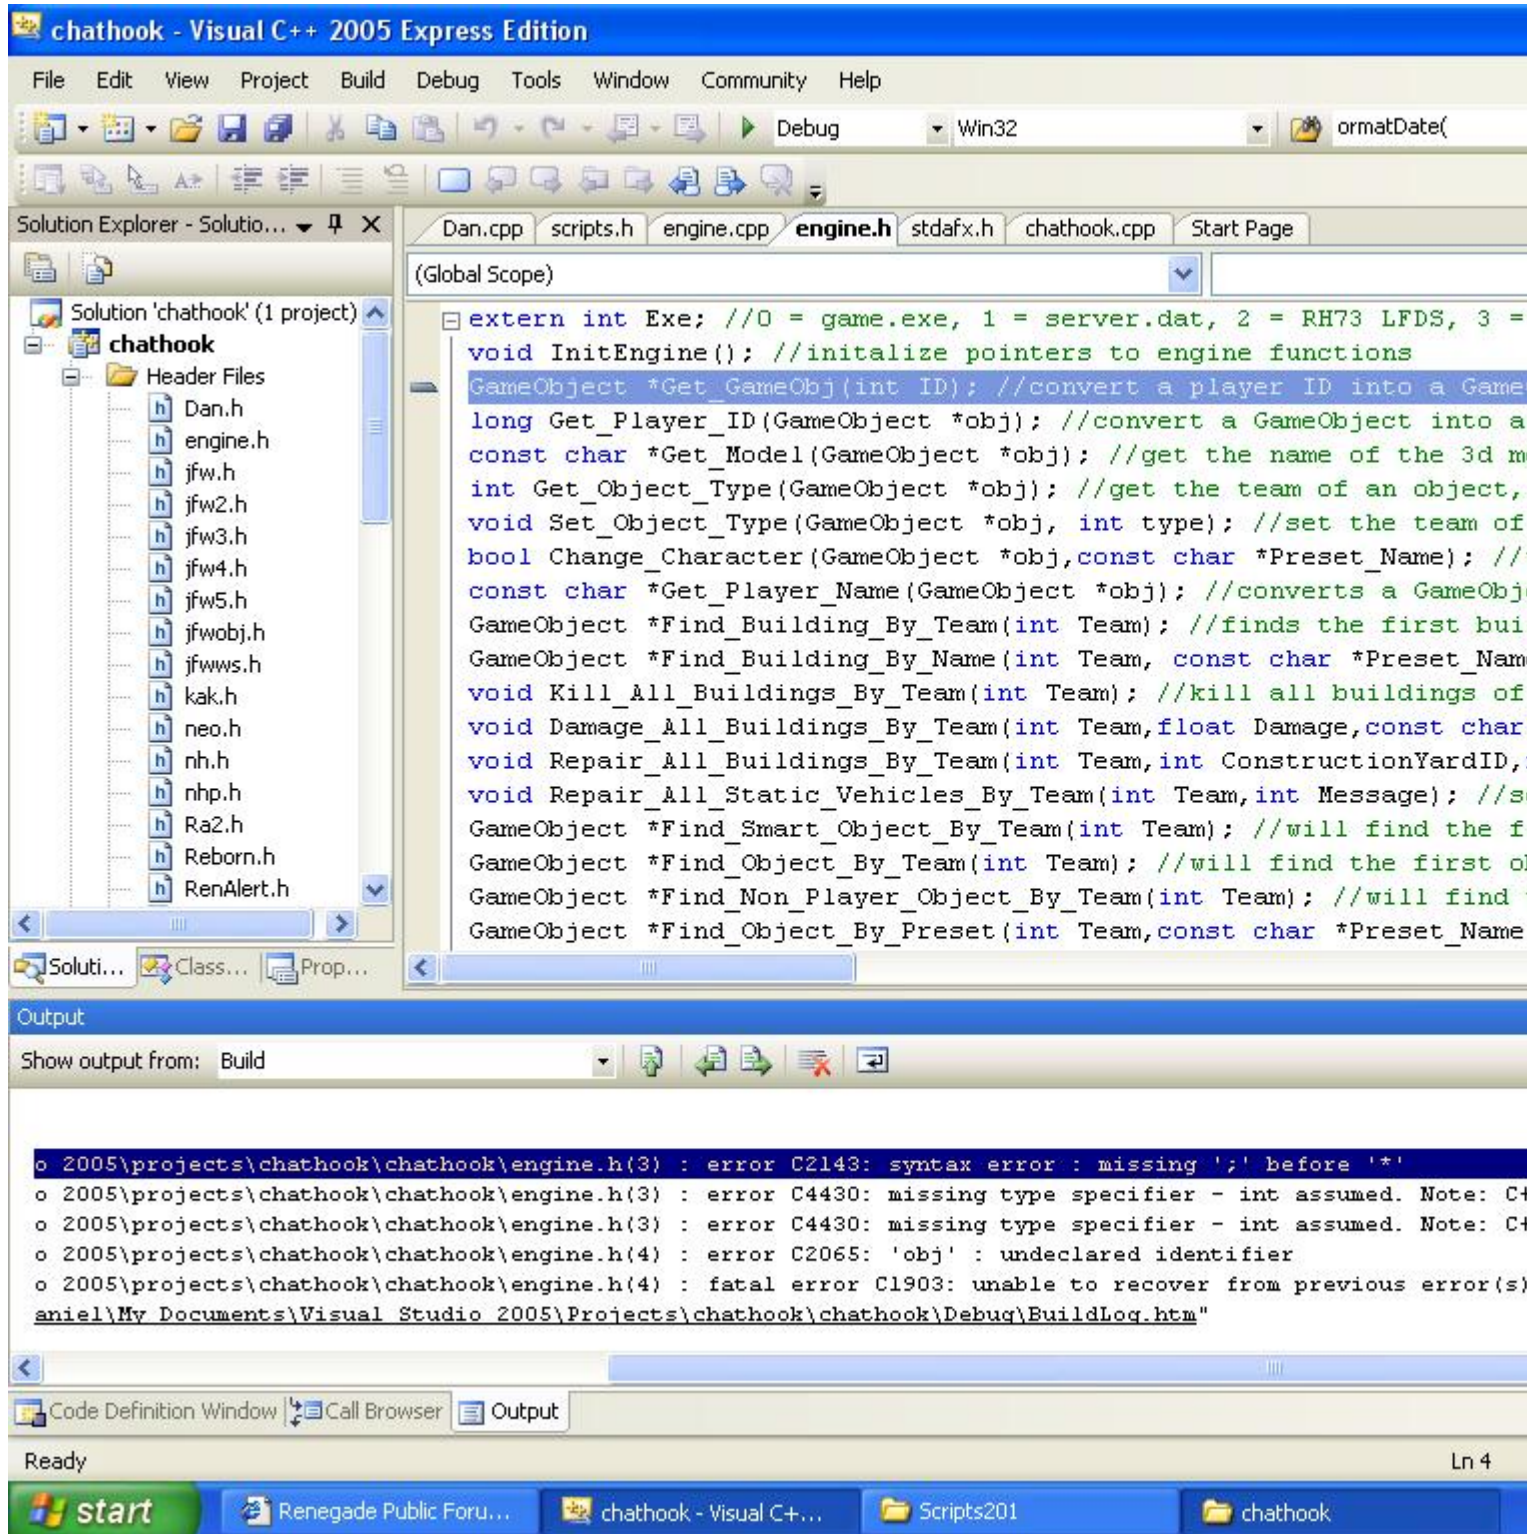 chathook - Visual C++ 2005 Express Edition
File Edit View Project Build Debug Tools Window Community Help
Debug Win32 ormatDate(
Solution Explorer - Solutio...
Dan.cpp scripts.h engine.cpp engine.h stdafx.h chathook.cpp Start Page
(Global Scope)
Solution 'chathook' (1 project)
chathook
Header Files
Dan.h
engine.h
jfw.h
jfw2.h
jfw3.h
jfw4.h
jfw5.h
jfwobj.h
jfwws.h
kak.h
neo.h
nh.h
nhp.h
Ra2.h
Reborn.h
RenAlert.h
Soluti... Class... Prop...
extern int Exe; //0 = game.exe, 1 = server.dat, 2 = RH73 LFDS, 3 =
void InitEngine(); //initalize pointers to engine functions
GameObject *Get_GameObj(int ID); //convert a player ID into a Game
long Get_Player_ID(GameObject *obj); //convert a GameObject into a
const char *Get_Model(GameObject *obj); //get the name of the 3d m
int Get_Object_Type(GameObject *obj); //get the team of an object,
void Set_Object_Type(GameObject *obj, int type); //set the team of
bool Change_Character(GameObject *obj,const char *Preset_Name); //
const char *Get_Player_Name(GameObject *obj); //converts a GameObj
GameObject *Find_Building_By_Team(int Team); //finds the first bui
GameObject *Find_Building_By_Name(int Team, const char *Preset_Nam
void Kill_All_Buildings_By_Team(int Team); //kill all buildings of
void Damage_All_Buildings_By_Team(int Team,float Damage,const char
void Repair_All_Buildings_By_Team(int Team,int ConstructionYardID,
void Repair_All_Static_Vehicles_By_Team(int Team,int Message); //s
GameObject *Find_Smart_Object_By_Team(int Team); //will find the f
GameObject *Find_Object_By_Team(int Team); //will find the first o
GameObject *Find_Non_Player_Object_By_Team(int Team); //will find
GameObject *Find_Object_By_Preset(int Team,const char *Preset_Name
Output
Show output from: Build
o 2005\projects\chathook\chathook\engine.h(3) : error C2143: syntax error : missing ';' before '*'
o 2005\projects\chathook\chathook\engine.h(3) : error C4430: missing type specifier - int assumed. Note: C+
o 2005\projects\chathook\chathook\engine.h(3) : error C4430: missing type specifier - int assumed. Note: C+
o 2005\projects\chathook\chathook\engine.h(4) : error C2065: 'obj' : undeclared identifier
o 2005\projects\chathook\chathook\engine.h(4) : fatal error C1903: unable to recover from previous error(s)
aniel\My Documents\Visual Studio 2005\Projects\chathook\chathook\Debug\BuildLog.htm"
Code Definition Window Call Browser Output
Ready Ln 4
start Renegade Public Foru... chathook - Visual C+... Scripts201 chathook